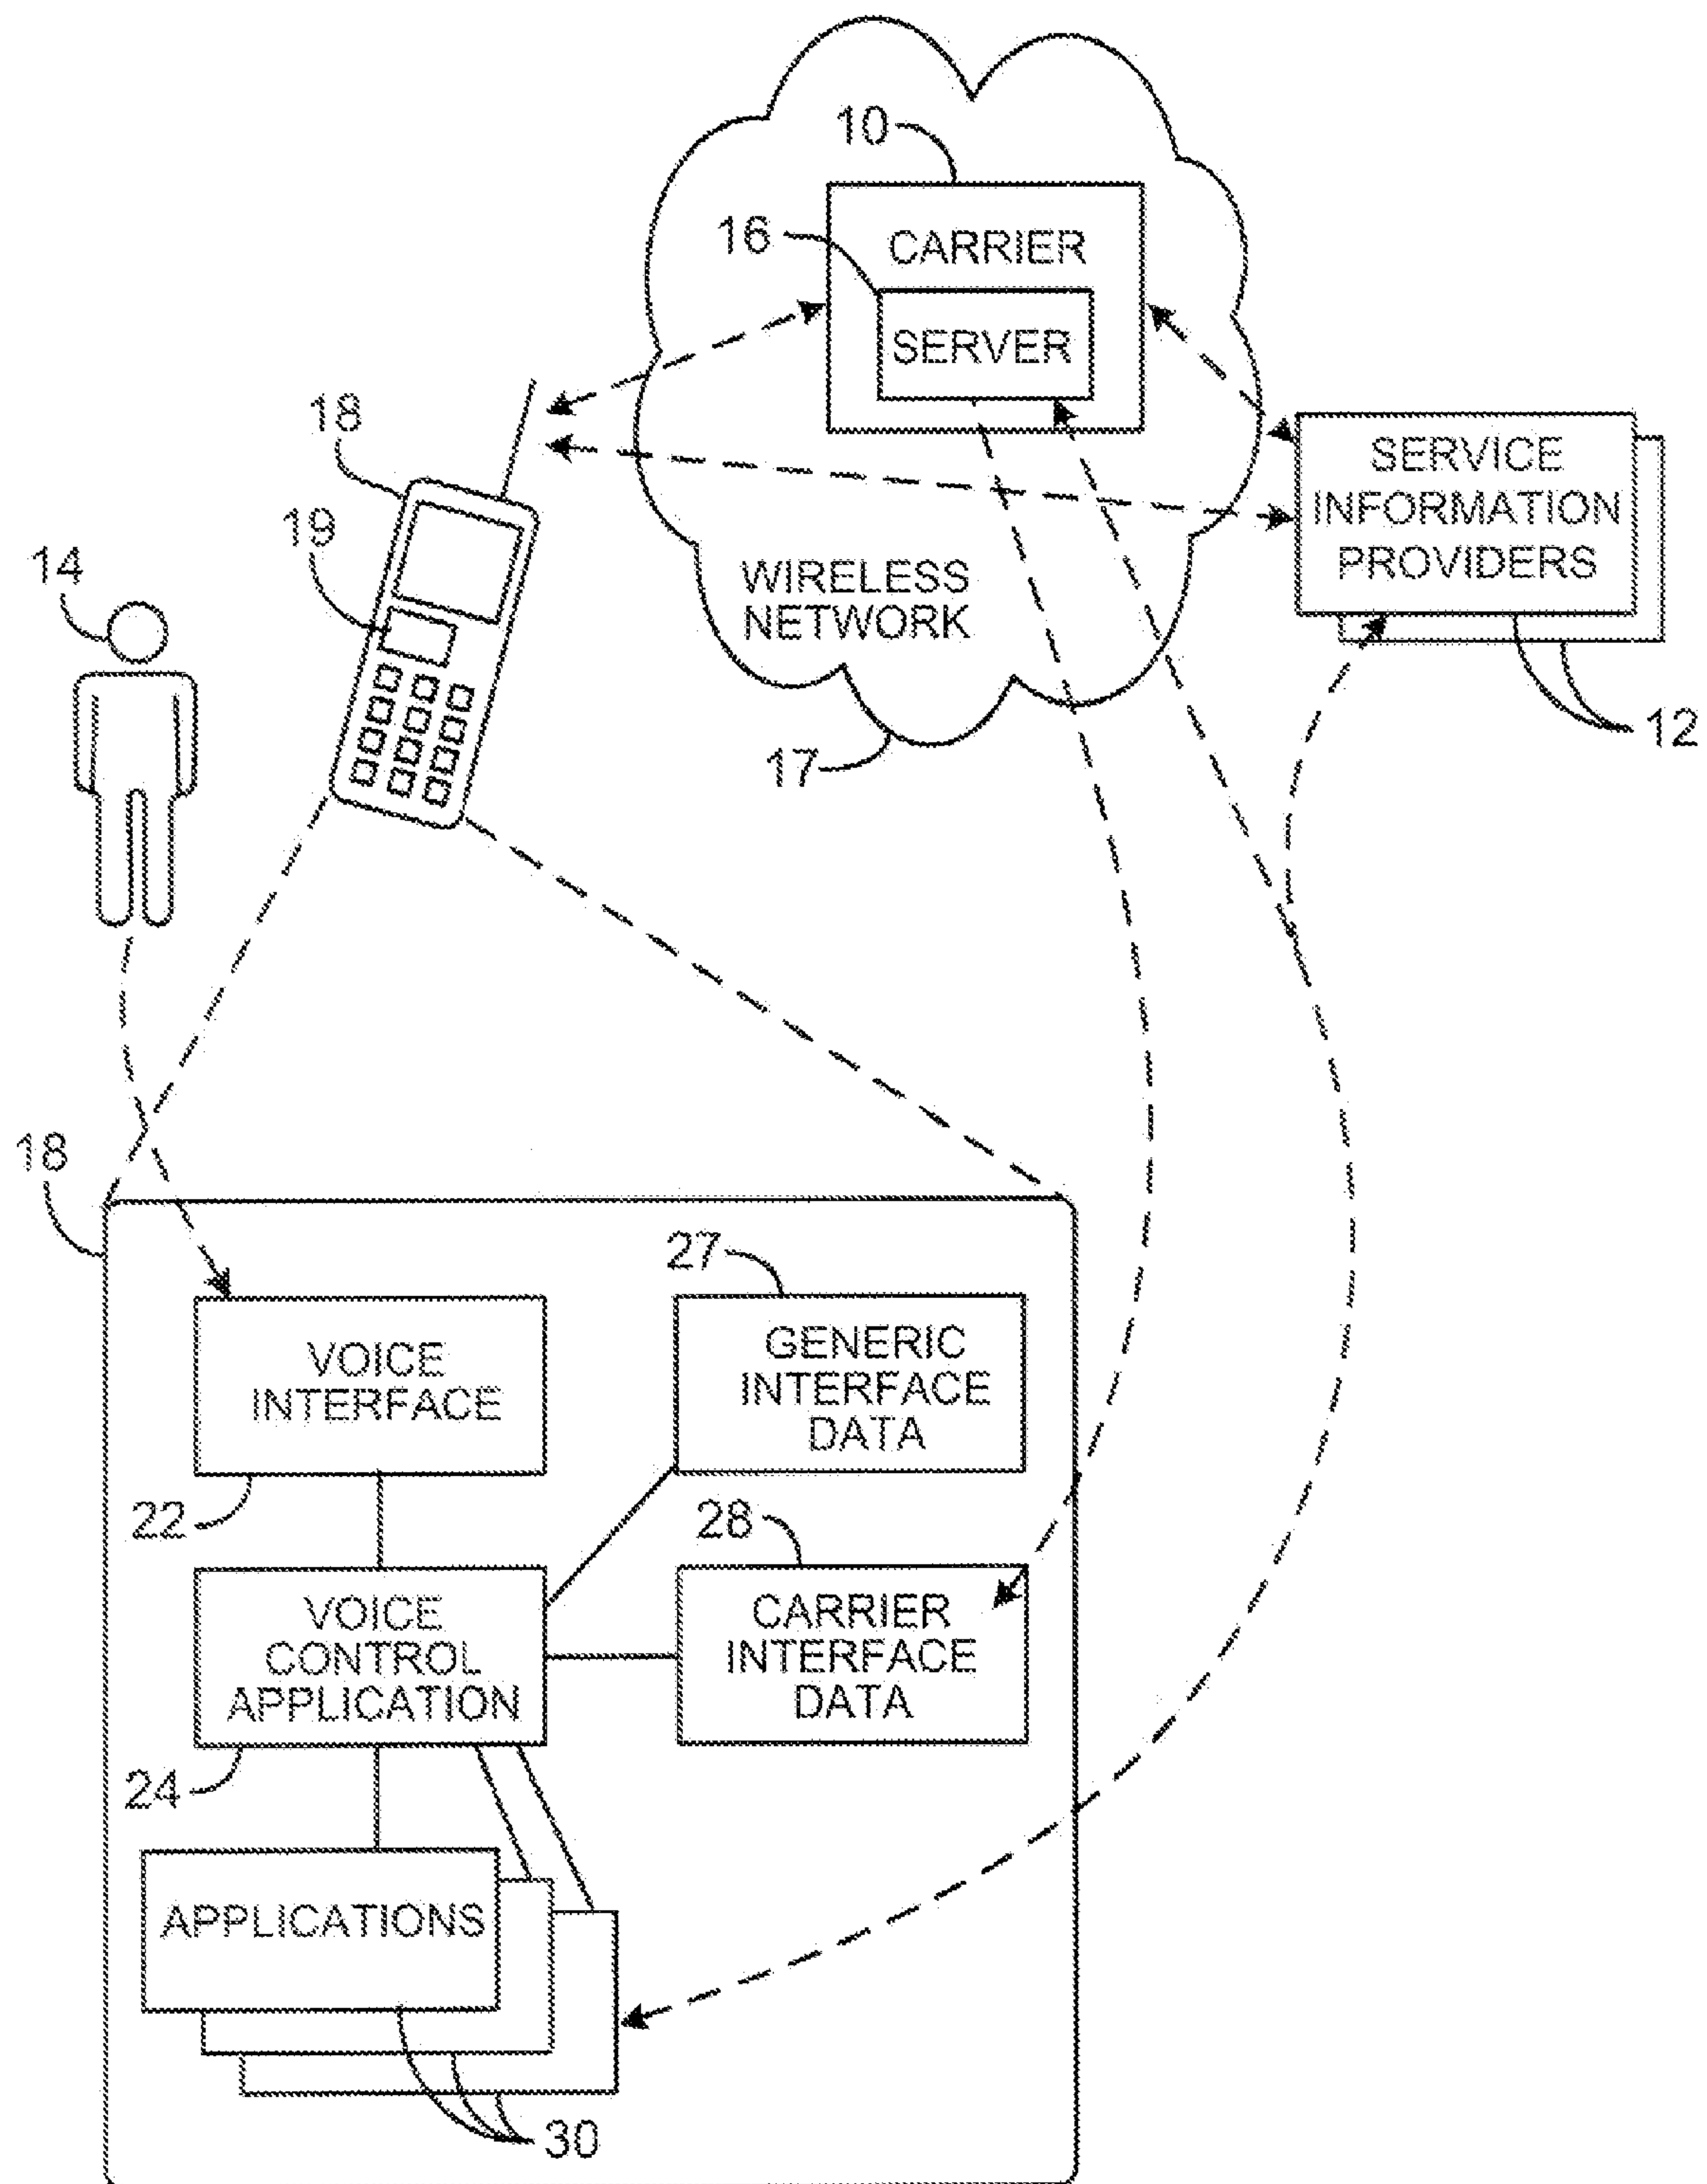 10
16
CARRIER
SERVER
18
19
14
SERVICE
INFORMATION
PROVIDERS
WIRELESS
NETWORK
12
17
18
27
VOICE
INTERFACE
GENERIC
INTERFACE
DATA
22
28
VOICE
CONTROL
APPLICATION
CARRIER
INTERFACE
DATA
24
APPLICATIONS
30